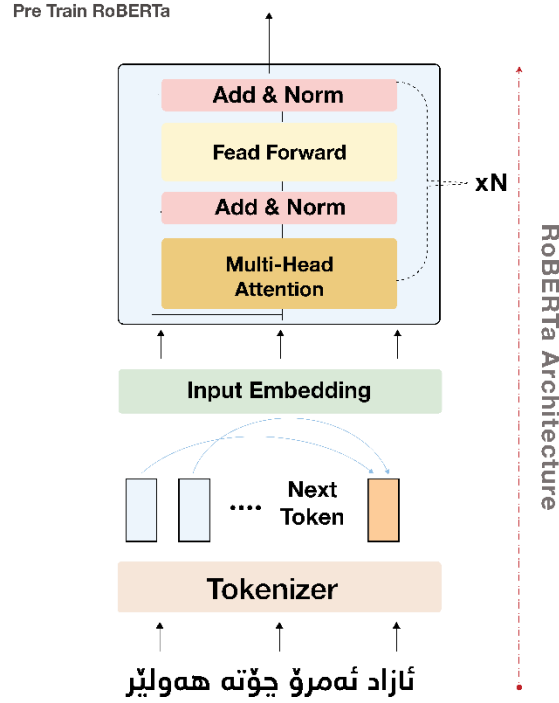 Pre Train RoBERTa
Add & Norm
Fead Forward
Add & Norm
Multi-Head
Attention
xN
Input Embedding
.... Next
Token
Tokenizer
ئازاد ئەمرۆ چۆتە هەولێر
RoBERTa Architecture